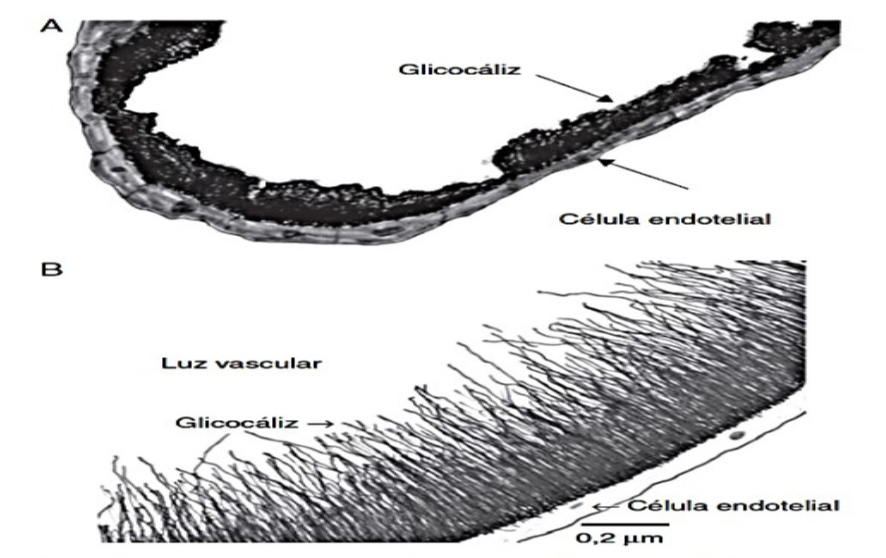 A
Glicocáliz
Célula endotelial
B
Luz vascular
Glicocáliz
Célula endotelial
0,2 μm